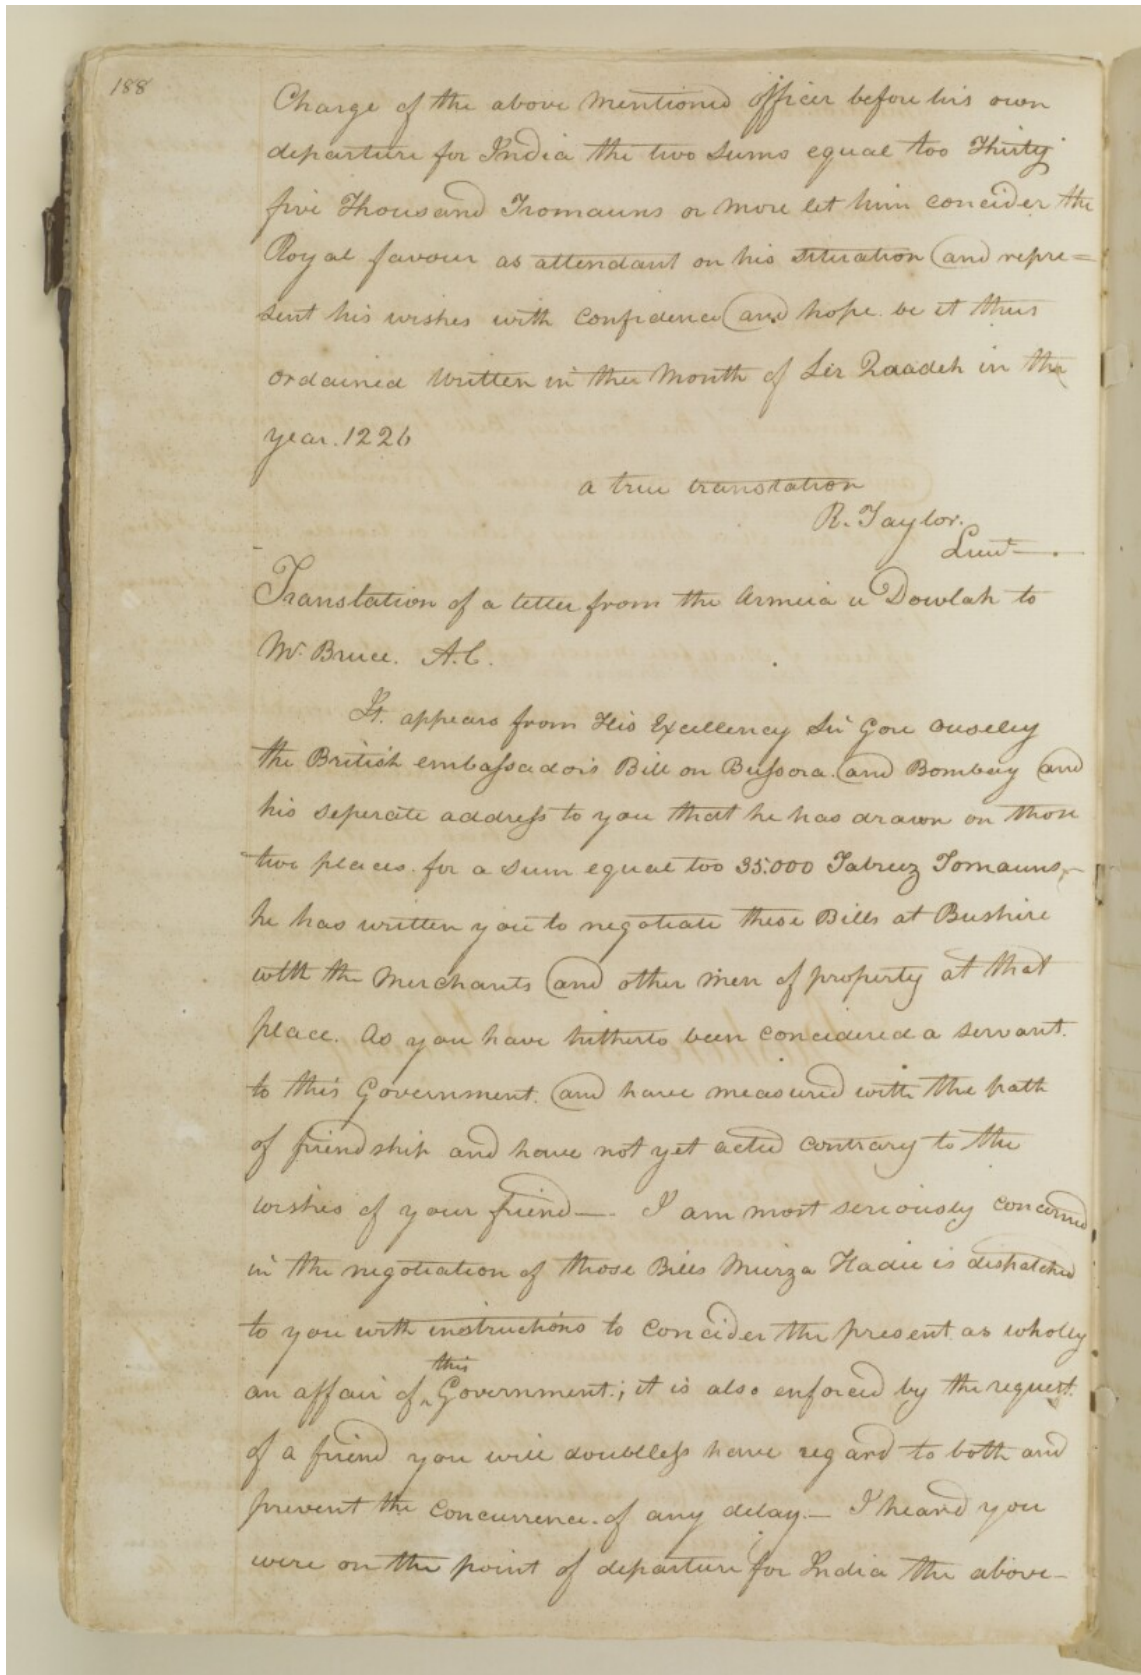 188
Charge of the above mentioned officer before his own
departure for India the two sums equal too Thirty
five Thousand Tromauns or more let him concider the
Royal favour as attendant on his situation and repre=
sent his wishes with confidence and hope. be it thus
ordained written in thee Month of Zaadeh in the
year. 1226
a true translation
R. Taylor.
Lieut
Translation of a letter from the Armeia u Dowlah to
Mr. Bruce. A.C.
It. appears from His Excellency Sir Gore Ouseley
the British embassadors Bill on Bussora. and Bombay and
his seperate address to you that he has drawn on those
two places. for a sum equal too 35.000 Tabreez Tomauns,
he has written you to negotiate these Bills at Bushire
with the Merchants and other men of property at that
place. As you have hitherto been concidered a servant.
to this Government. and have measured with the path
of friendship and have not yet acted contrary to the
wishes of your friend—. I am most seriously concerned
in the negotiation of those Bills Mirza Hadie is dispatched
to you with instructions to concider the present. as wholly
an affair of this Government.; it is also enforced by the request.
of a friend you will doubtless have regard to both and
prevent the concurrence. of any delay.— I heard you
were on the point of departure for India the above-